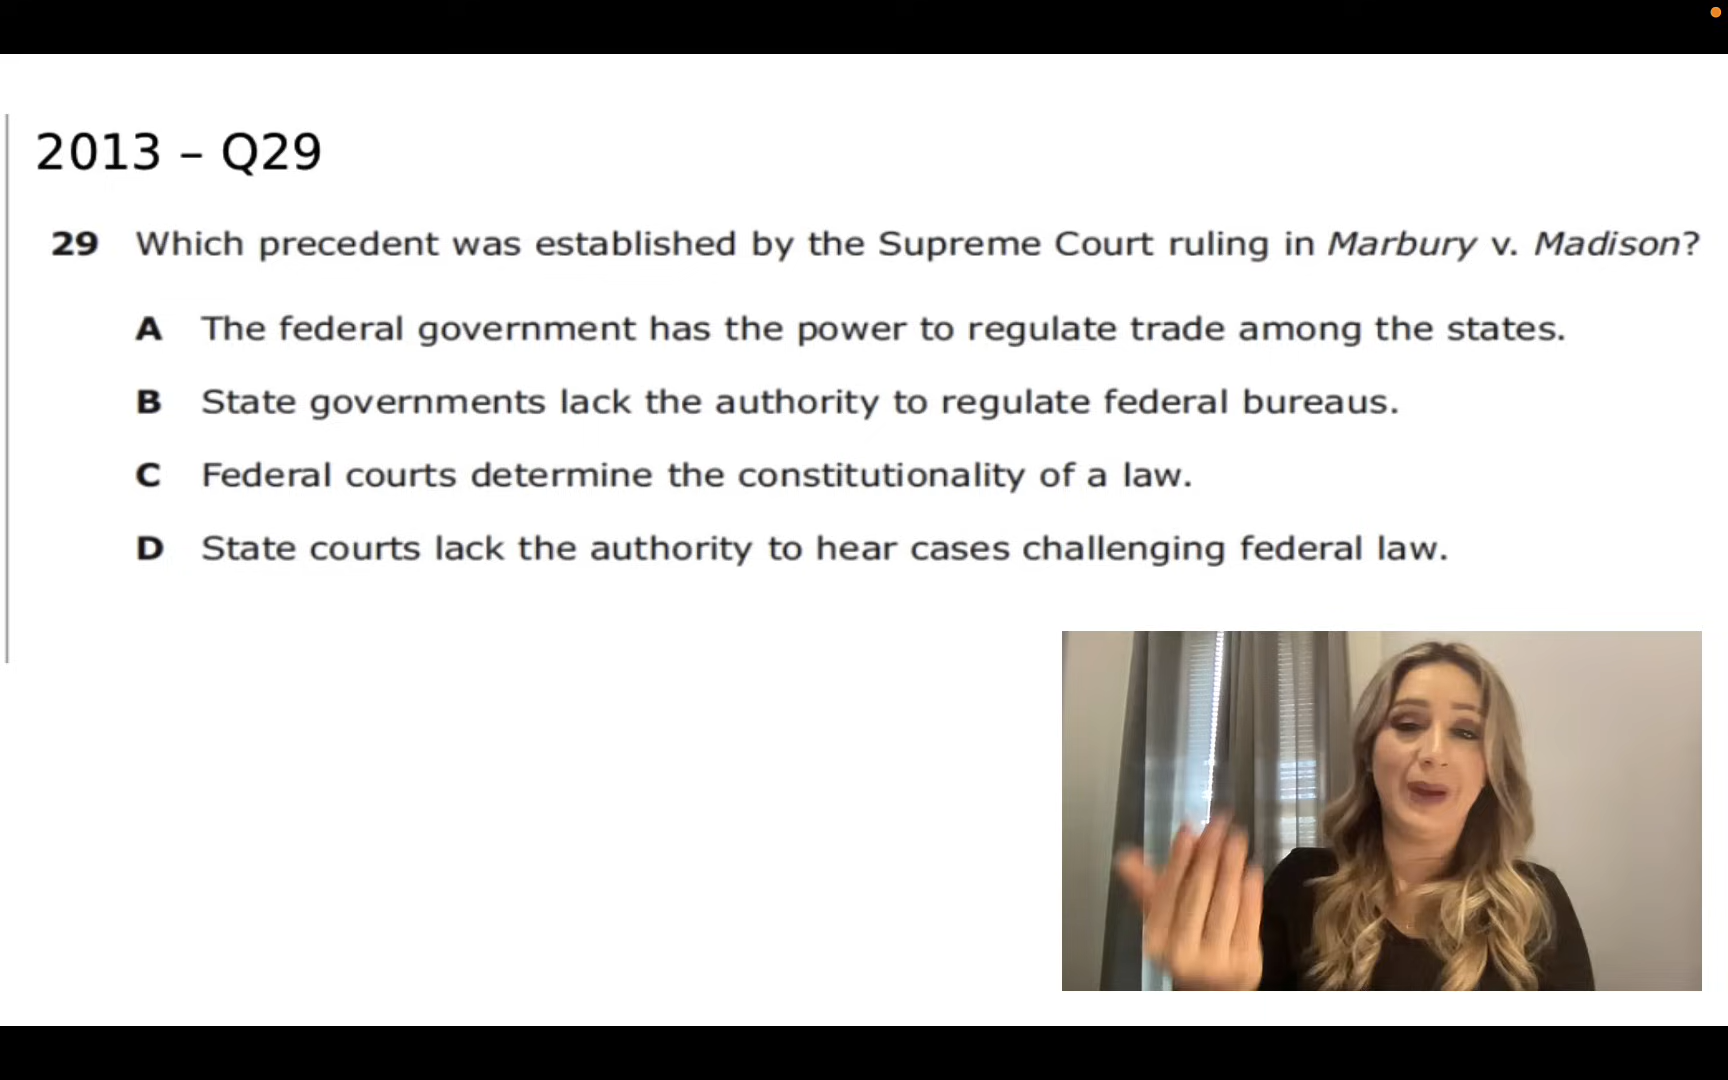 2013 – Q29
29 Which precedent was established by the Supreme Court ruling in Marbury v. Madison?
A The federal government has the power to regulate trade among the states.
B State governments lack the authority to regulate federal bureaus.
C Federal courts determine the constitutionality of a law.
D State courts lack the authority to hear cases challenging federal law.